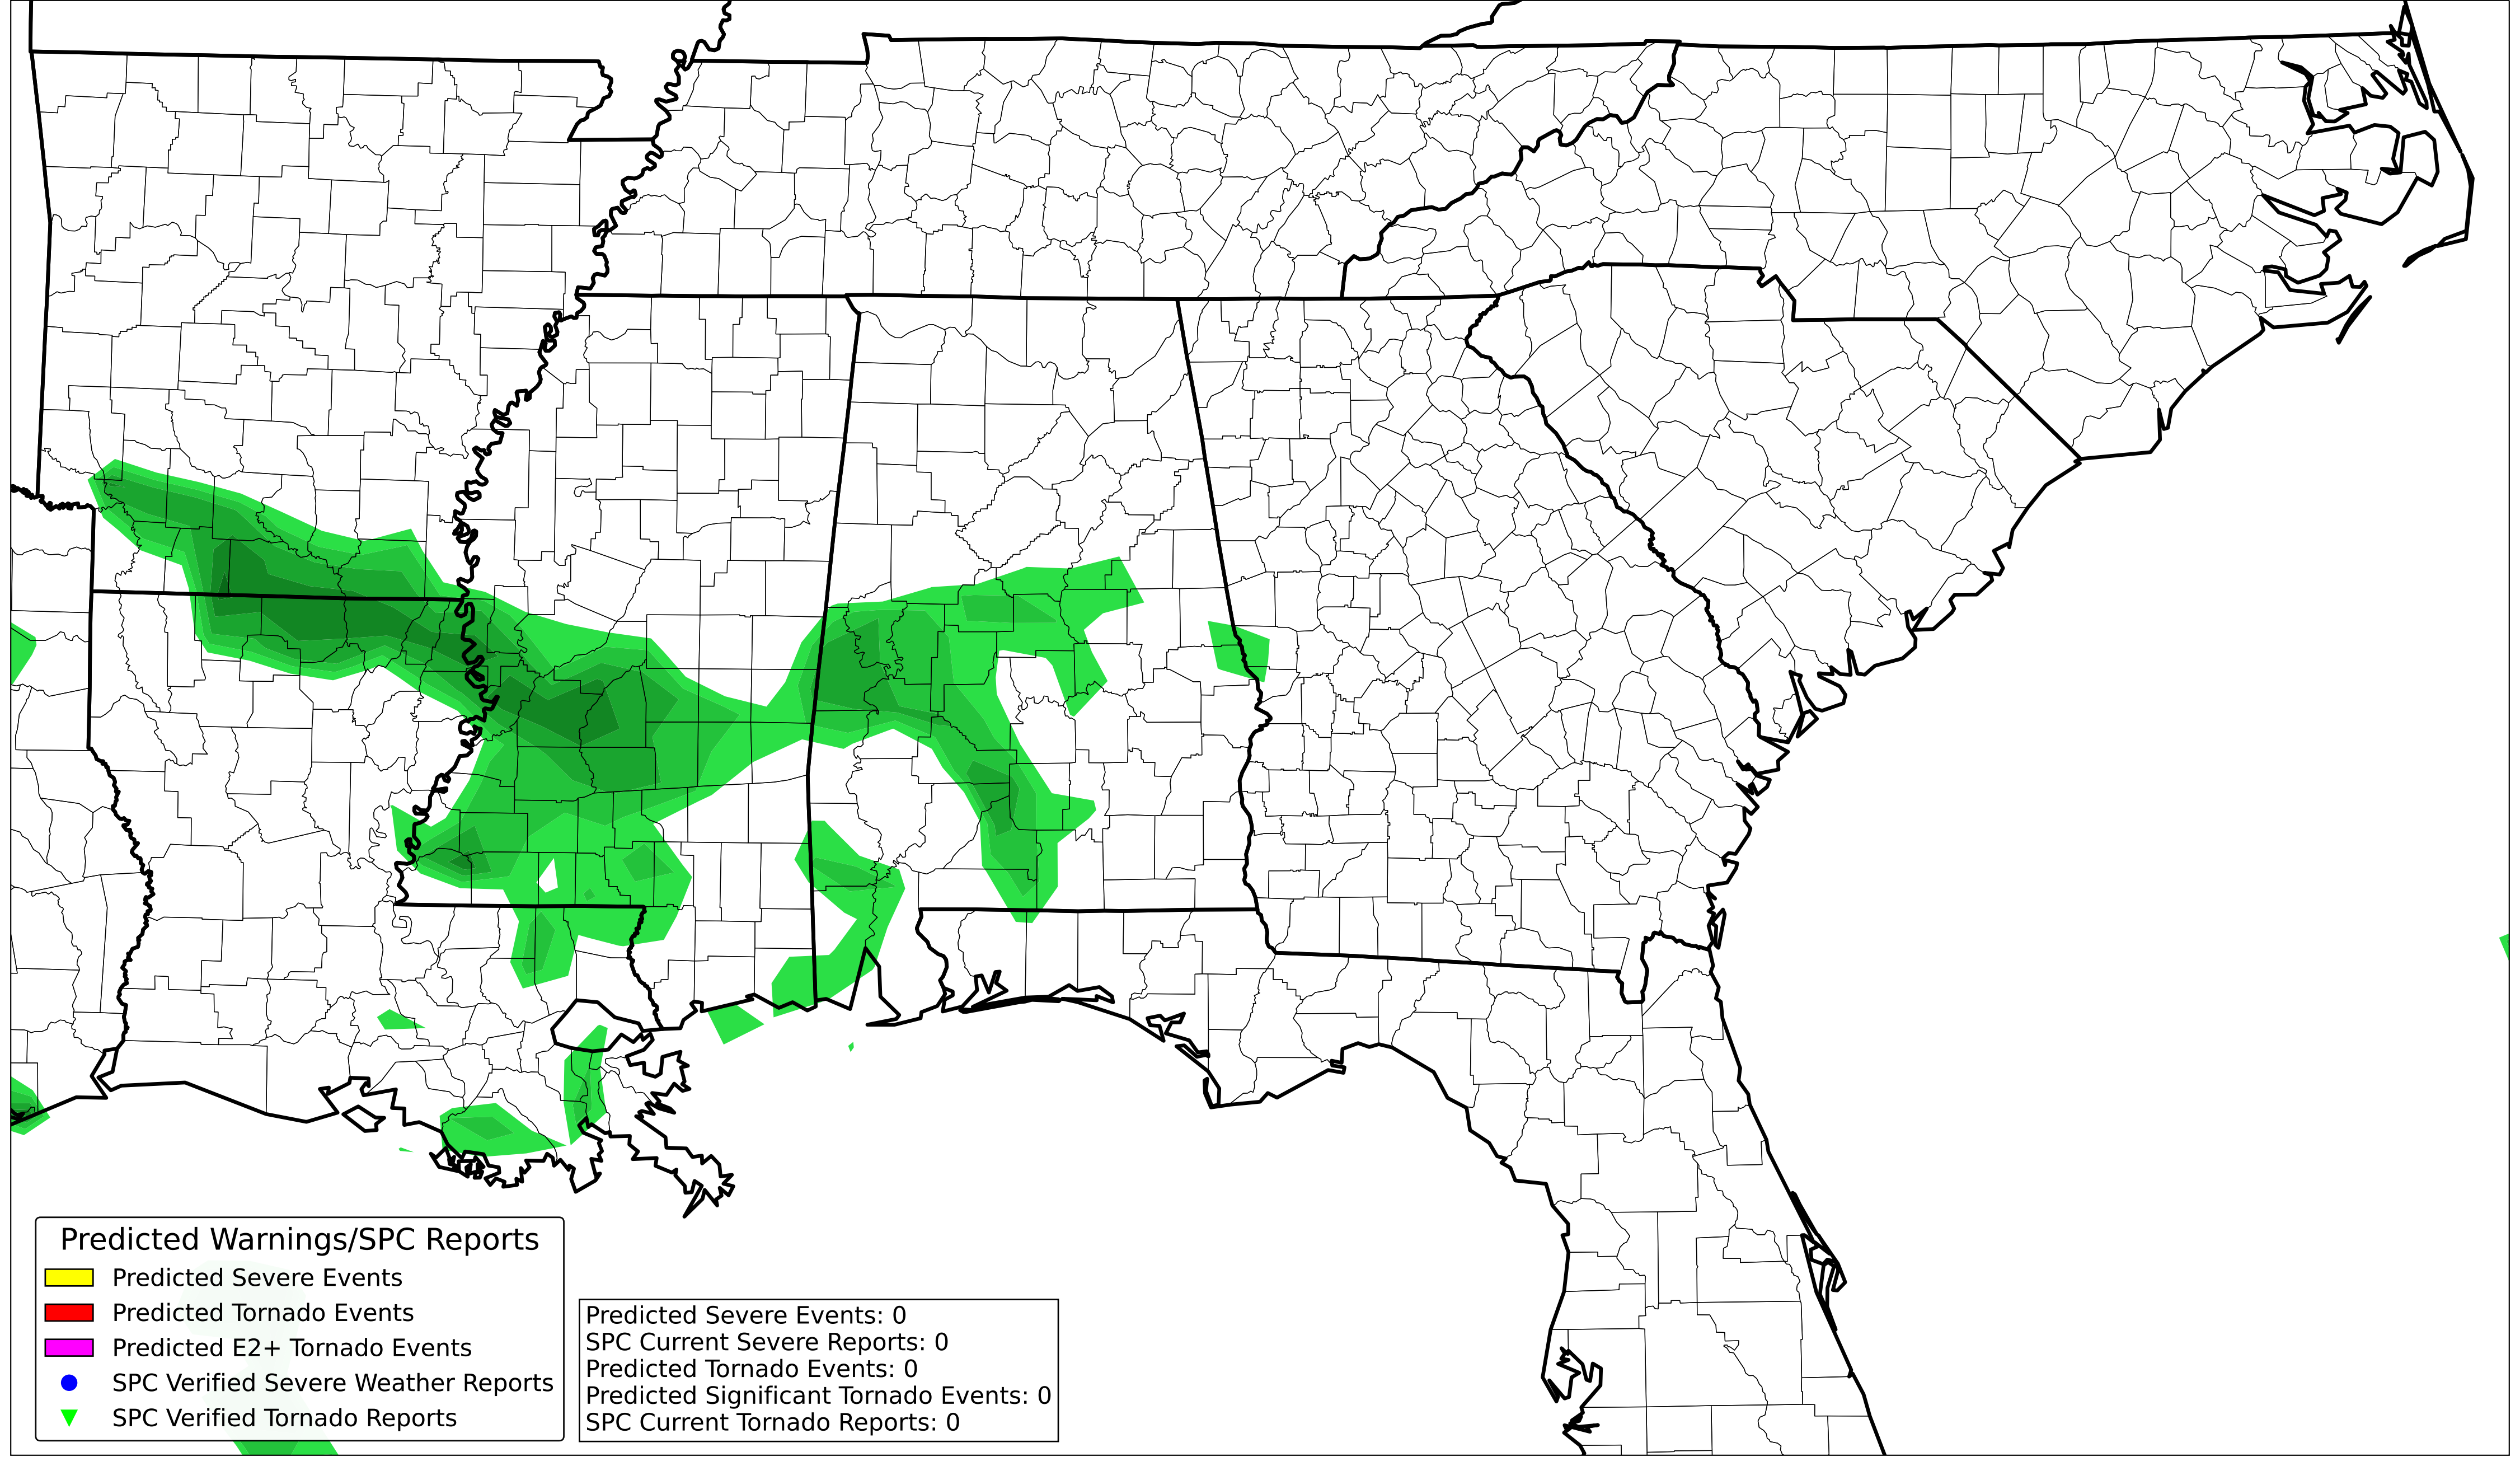 Predicted Warnings/SPC Reports
Predicted Severe Events
Predicted Tornado Events
Predicted E2+ Tornado Events
SPC Verified Severe Weather Reports
SPC Verified Tornado Reports
Predicted Severe Events: 0
SPC Current Severe Reports: 0
Predicted Tornado Events: 0
Predicted Significant Tornado Events: 0
SPC Current Tornado Reports: 0